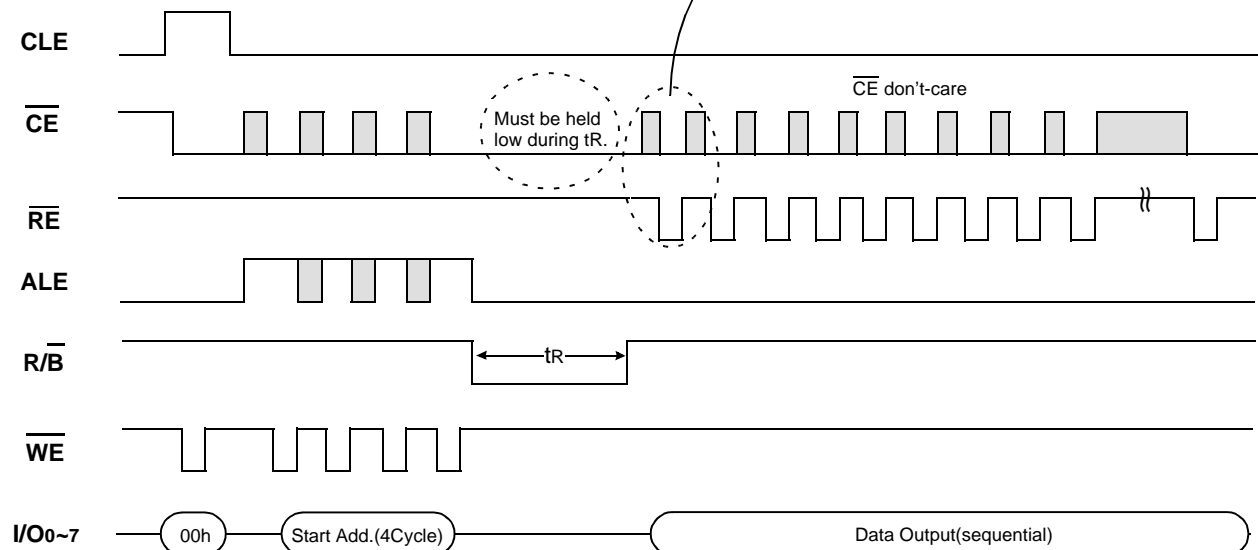 CLE
CE don't-care
CE
Must be held
low during tR.
RE
ALE
R/B
tR
WE
I/O0~7
00h
Start Add.(4Cycle)
Data Output(sequential)